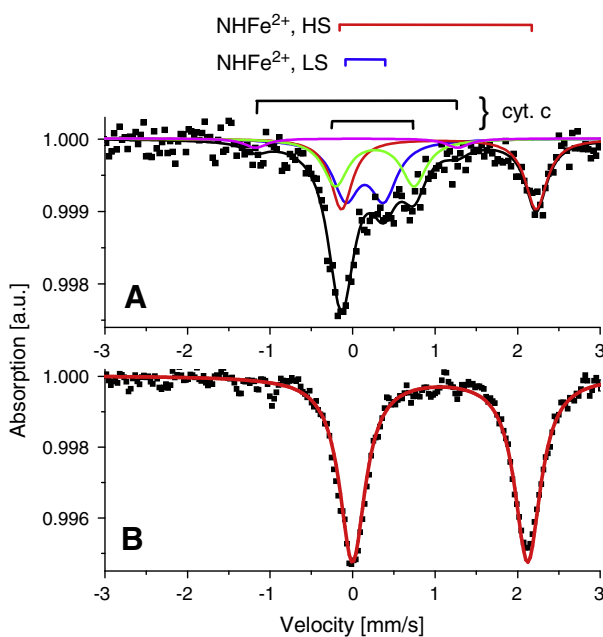 NHFe²⁺, HS
NHFe²⁺, LS
} cyt. c
1.000
0.999
0.998
A
-3 -2 -1 0 1 2 3
Absorption [a.u.]
1.000
0.998
0.996
B
-3 -2 -1 0 1 2 3
Velocity [mm/s]